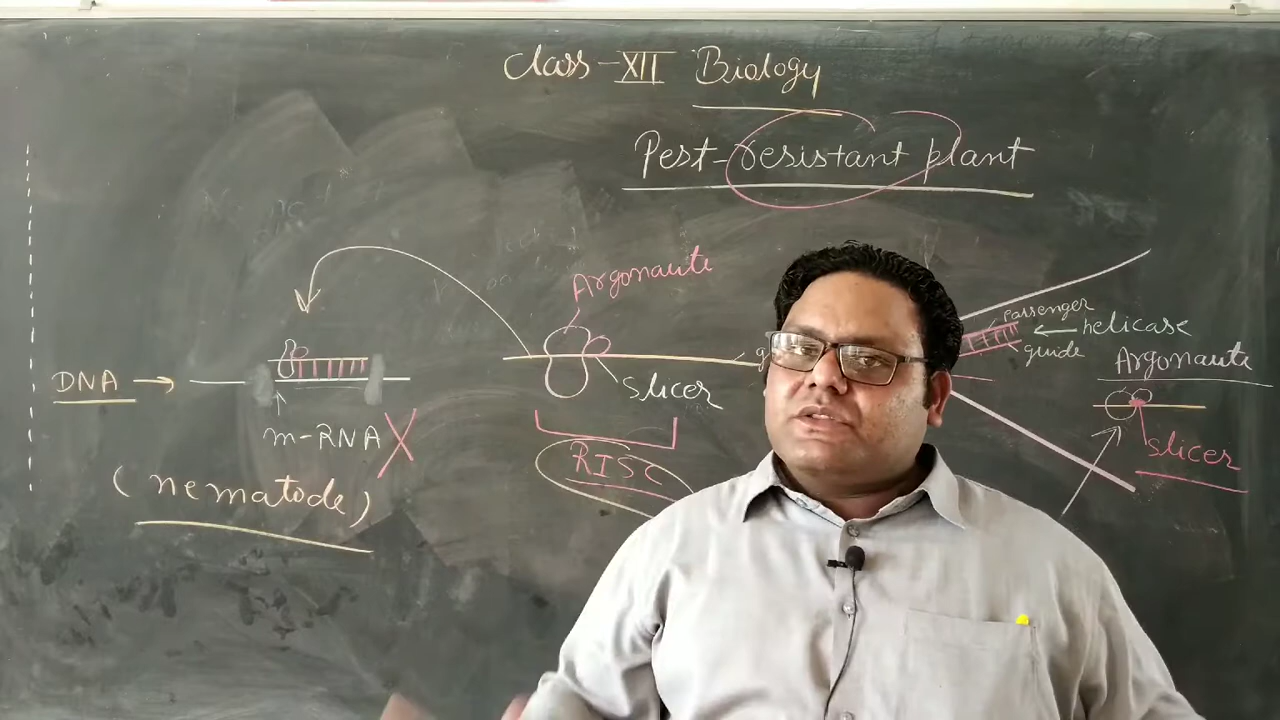 Class-XII Biology
Pest-resistant plant
Argonaute
Passenger
helicase
guide
Argonaute
DNA
Slicer
m-RNA
Slicer
RISC
(nematode)